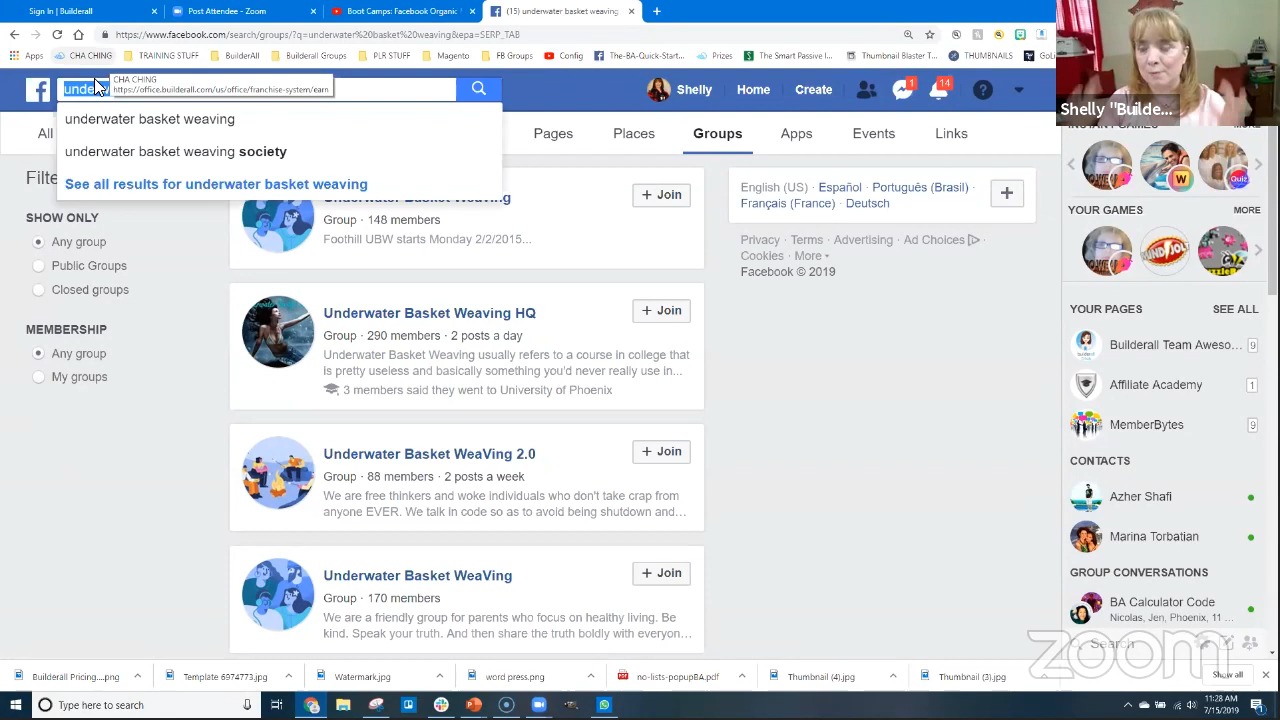 Sign In | Builderall
Post Attendee - Zoom
Boot Camps: Facebook Organic
(15) underwater basket weaving
https://www.facebook.com/search/groups/?q=underwater%20basket%20weaving&epa=SERP_TAB
Apps
CHA CHING
TRAINING STUFF
BuilderAll
Builderall Groups
PLR STUFF
Magento
Config
The-BA-Quick-Start...
The Smart Passive I...
Thumbnail Blaster T...
THUMBNAILS
GOALS
CHA CHING
https://office.builderall.com/us/office/franchise-system/earn
Shelly
Home
Create
1
14
Shelly "Builde...
underwater basket weaving
underwater basket weaving society
See all results for underwater basket weaving
All
Pages
Places
Groups
Apps
Events
Links
SHOW ONLY
Any group
Public Groups
Closed groups
MEMBERSHIP
Any group
My groups
+ Join
Group · 148 members
Foothill UBW starts Monday 2/2/2015...
Underwater Basket Weaving HQ
+ Join
Group · 290 members · 2 posts a day
Underwater Basket Weaving usually refers to a course in college that
is pretty useless and basically something you'd never really use in...
3 members said they went to University of Phoenix
Underwater Basket WeaVing 2.0
+ Join
Group · 88 members · 2 posts a week
We are free thinkers and woke individuals who don't take crap from
anyone EVER. We talk in code so as to avoid being shutdown and...
Underwater Basket WeaVing
+ Join
Group · 170 members
We are a friendly group for parents who focus on healthy living. Be
kind. Speak your truth. And then share the truth boldly with everyon...
English (US) · Español · Português (Brasil) ·
Français (France) · Deutsch
Privacy · Terms · Advertising · Ad Choices ·
Cookies · More
Facebook © 2019
INSTANT GAMES
MORE
Quiz
YOUR GAMES
MORE
YOUR PAGES
SEE ALL
Builderall Team Aweso...
9
Affiliate Academy
1
MemberBytes
9
CONTACTS
Azher Shafi
Marina Torbatian
GROUP CONVERSATIONS
BA Calculator Code
Nicolas, Jen, Phoenix, 11 ...
Search
zoom
Builderall Pricing....png
Template 6974773.jpg
Watermark.jpg
word press.png
no-lists-popupBA.pdf
Thumbnail (4).jpg
Thumbnail (3).jpg
Show all
Type here to search
11:28 AM
7/15/2019